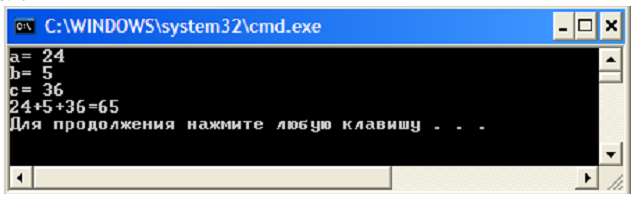 C:\WINDOWS\system32\cmd.exe
a= 24
b= 5
c= 36
24+5+36=65
Для продолжения нажмите любую клавишу . . .